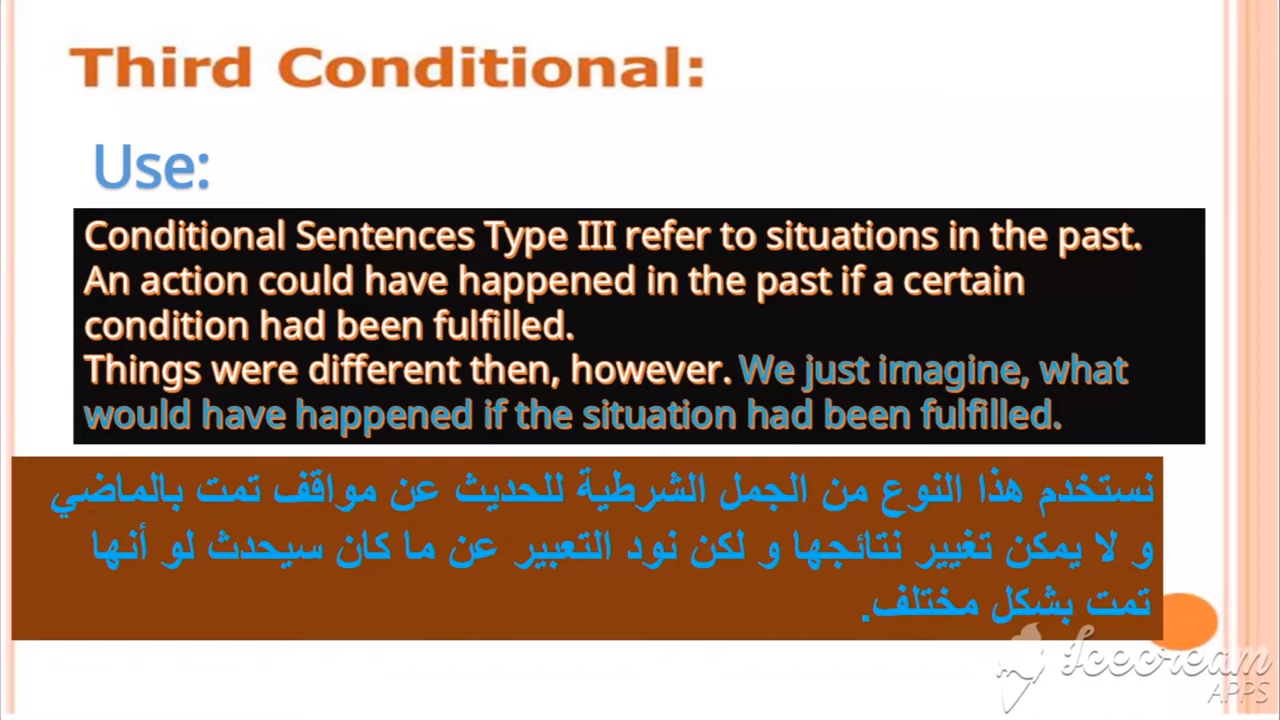 Third Conditional:
Use:
Conditional Sentences Type III refer to situations in the past.
An action could have happened in the past if a certain
condition had been fulfilled.
Things were different then, however. We just imagine, what
would have happened if the situation had been fulfilled.
نستخدم هذا النوع من الجمل الشرطية للحديث عن مواقف تمت بالماضي
و لا يمكن تغيير نتائجها و لكن نود التعبير عن ما كان سيحدث لو أنها
تمت بشكل مختلف.
Icecream
APPS